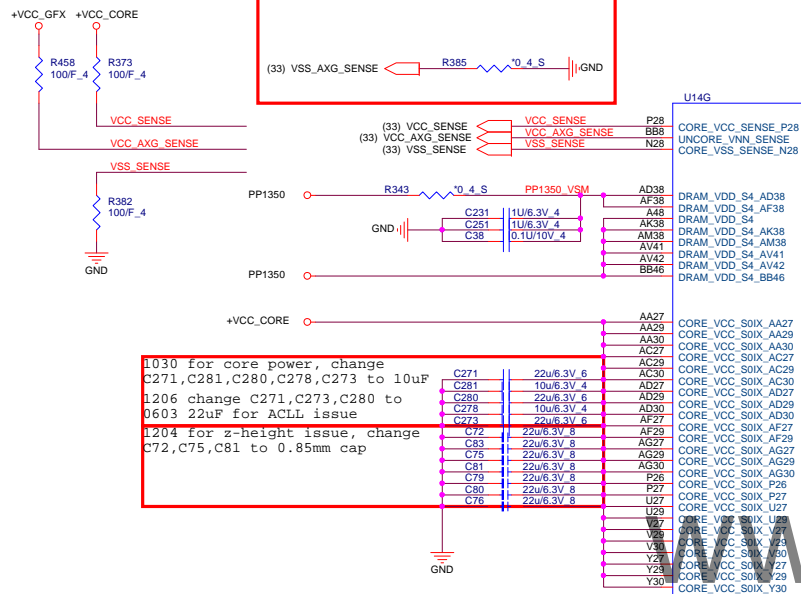 +VCC_GFX +VCC_CORE
R458
100/F_4
R373
100/F_4
VCC_SENSE
VCC_AXG_SENSE
VSS_SENSE
R382
100/F_4
GND
(33) VSS_AXG_SENSE
R385
*0_4_S
GND
(33) VCC_SENSE
(33) VCC_AXG_SENSE
(33) VSS_SENSE
VCC_SENSE
VCC_AXG_SENSE
VSS_SENSE
PP1350
R343
*0_4_S
PP1350_VSM
GND
C231 1U/6.3V_4
C251 1U/6.3V_4
C38 0.1U/10V_4
PP1350
+VCC_CORE
1030 for core power, change
C271,C281,C280,C278,C273 to 10uF
1206 change C271,C273,C280 to
0603 22uF for ACLL issue
1204 for z-height issue, change
C72,C75,C81 to 0.85mm cap
C271 22u/6.3V_6
C281 10u/6.3V_4
C280 22u/6.3V_6
C278 10u/6.3V_4
C273 22u/6.3V_6
C72 22u/6.3V_8
C83 22u/6.3V_8
C75 22u/6.3V_8
C81 22u/6.3V_8
C79 22u/6.3V_8
C80 22u/6.3V_8
C76 22u/6.3V_8
GND
U14G
P28 CORE_VCC_SENSE_P28
BB8 UNCORE_VNN_SENSE
N28 CORE_VSS_SENSE_N28
AD38 DRAM_VDD_S4_AD38
AF38 DRAM_VDD_S4_AF38
A48 DRAM_VDD_S4
AK38 DRAM_VDD_S4_AK38
AM38 DRAM_VDD_S4_AM38
AV41 DRAM_VDD_S4_AV41
AV42 DRAM_VDD_S4_AV42
BB46 DRAM_VDD_S4_BB46
AA27 CORE_VCC_S0IX_AA27
AA29 CORE_VCC_S0IX_AA29
AA30 CORE_VCC_S0IX_AA30
AC27 CORE_VCC_S0IX_AC27
AC29 CORE_VCC_S0IX_AC29
AC30 CORE_VCC_S0IX_AC30
AD27 CORE_VCC_S0IX_AD27
AD29 CORE_VCC_S0IX_AD29
AD30 CORE_VCC_S0IX_AD30
AF27 CORE_VCC_S0IX_AF27
AF29 CORE_VCC_S0IX_AF29
AG27 CORE_VCC_S0IX_AG27
AG29 CORE_VCC_S0IX_AG29
AG30 CORE_VCC_S0IX_AG30
P26 CORE_VCC_S0IX_P26
P27 CORE_VCC_S0IX_P27
U27 CORE_VCC_S0IX_U27
U29 CORE_VCC_S0IX_U29
V27 CORE_VCC_S0IX_V27
V29 CORE_VCC_S0IX_V29
V30 CORE_VCC_S0IX_V30
Y27 CORE_VCC_S0IX_Y27
Y29 CORE_VCC_S0IX_Y29
Y30 CORE_VCC_S0IX_Y30